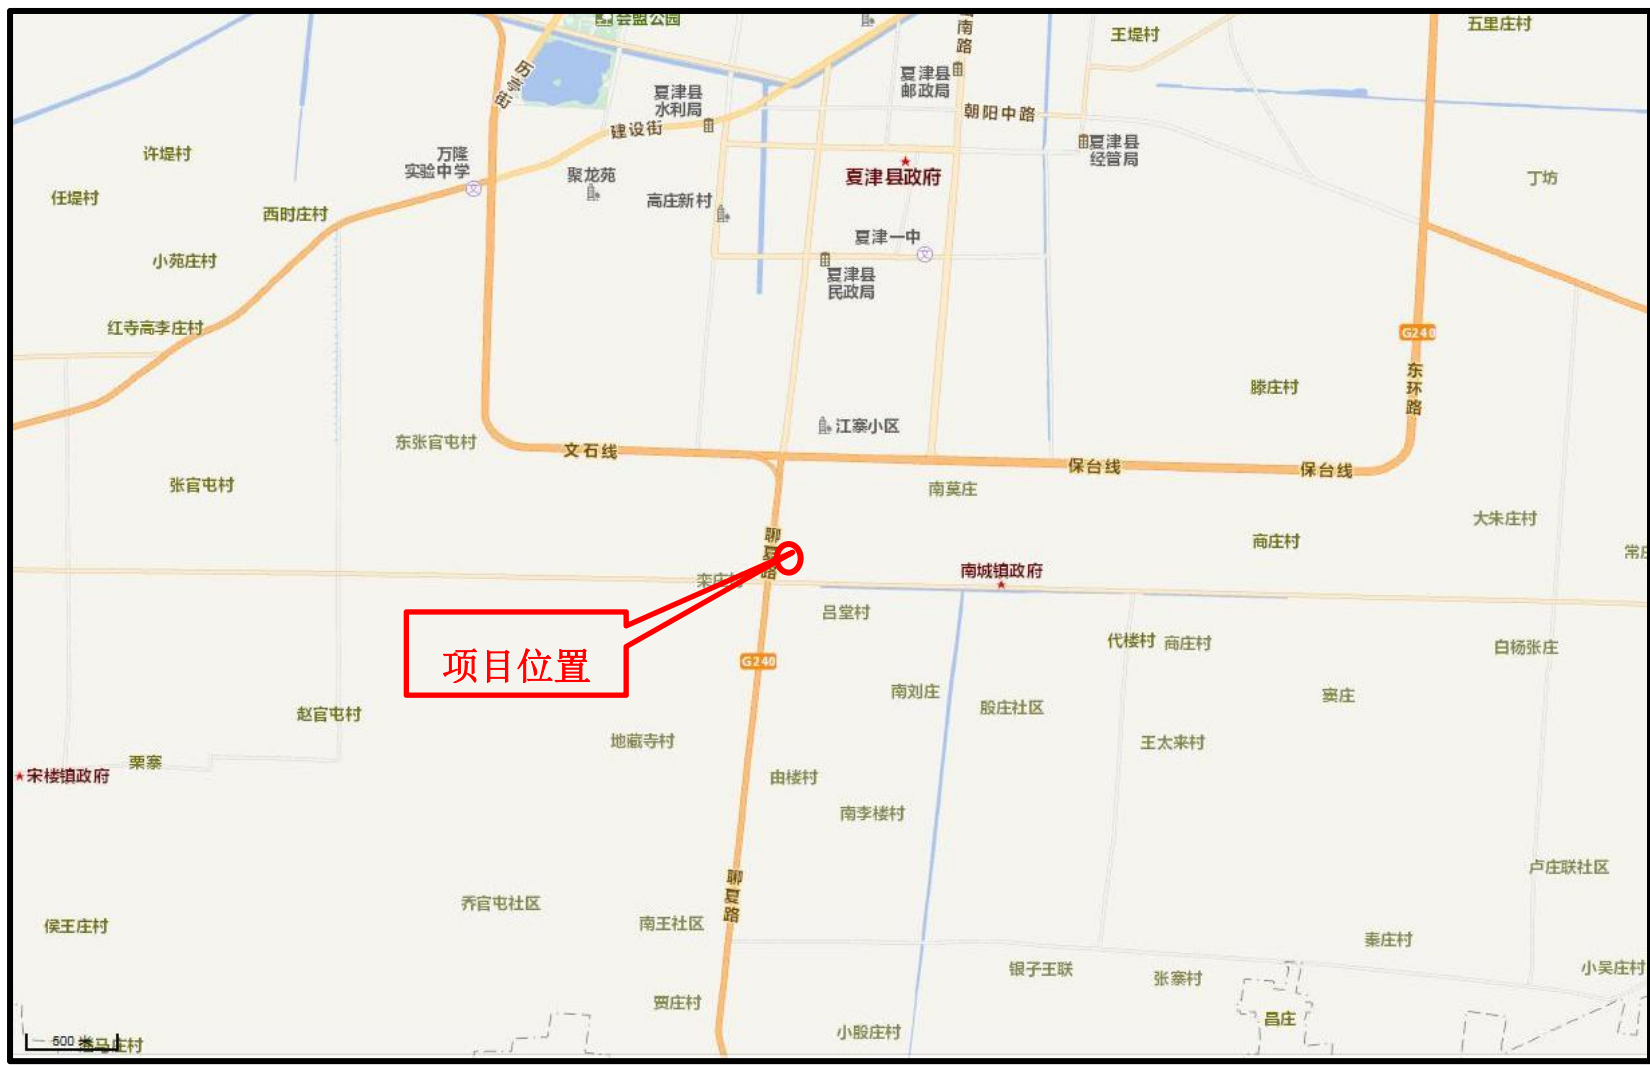 会盟公园
南路
王堤村
五里庄村
历亭街
夏津县
水利局
夏津县
邮政局
朝阳中路
建设街
夏津县
经管局
许堤村
万隆
实验中学
聚龙苑
夏津县政府
任堤村
高庄新村
丁坊
西时庄村
夏津一中
小苑庄村
夏津县
民政局
红寺高李庄村
G240
东环路
滕庄村
江寨小区
东张官屯村
文石线
保台线
保台线
张官屯村
南莫庄
大朱庄村
聊夏路
商庄村
南城镇政府
吕堂村
代楼村
商庄村
白杨张庄
项目位置
G240
南刘庄
殷庄社区
窦庄
赵官屯村
地藏寺村
王太来村
栗寨
宋楼镇政府
由楼村
南李楼村
聊夏路
卢庄联社区
乔官屯社区
南王社区
侯王庄村
秦庄村
银子王联
张寨村
小吴庄村
贾庄村
昌庄
小殷庄村
500 米
马庄村